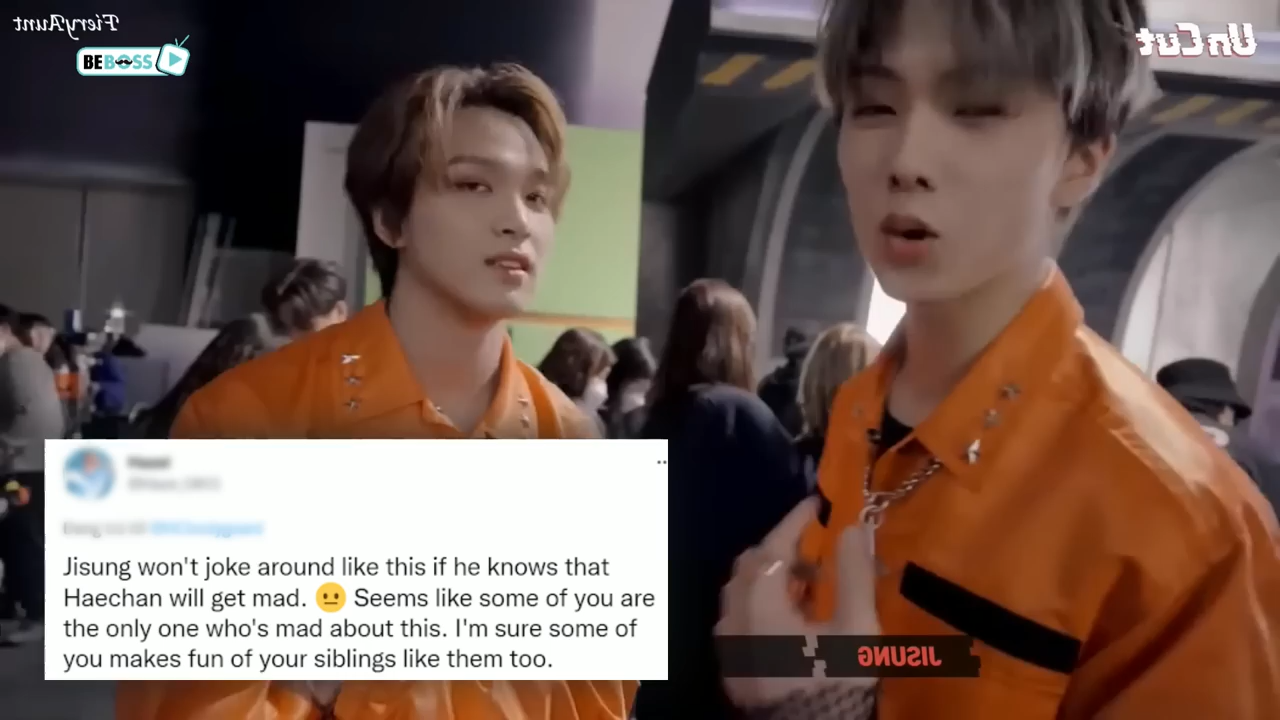 FieryAunt
BEBOSS
UnCut
Jisung won't joke around like this if he knows that
Haechan will get mad. 😐 Seems like some of you are
the only one who's mad about this. I'm sure some of
you makes fun of your siblings like them too.
JISUNG